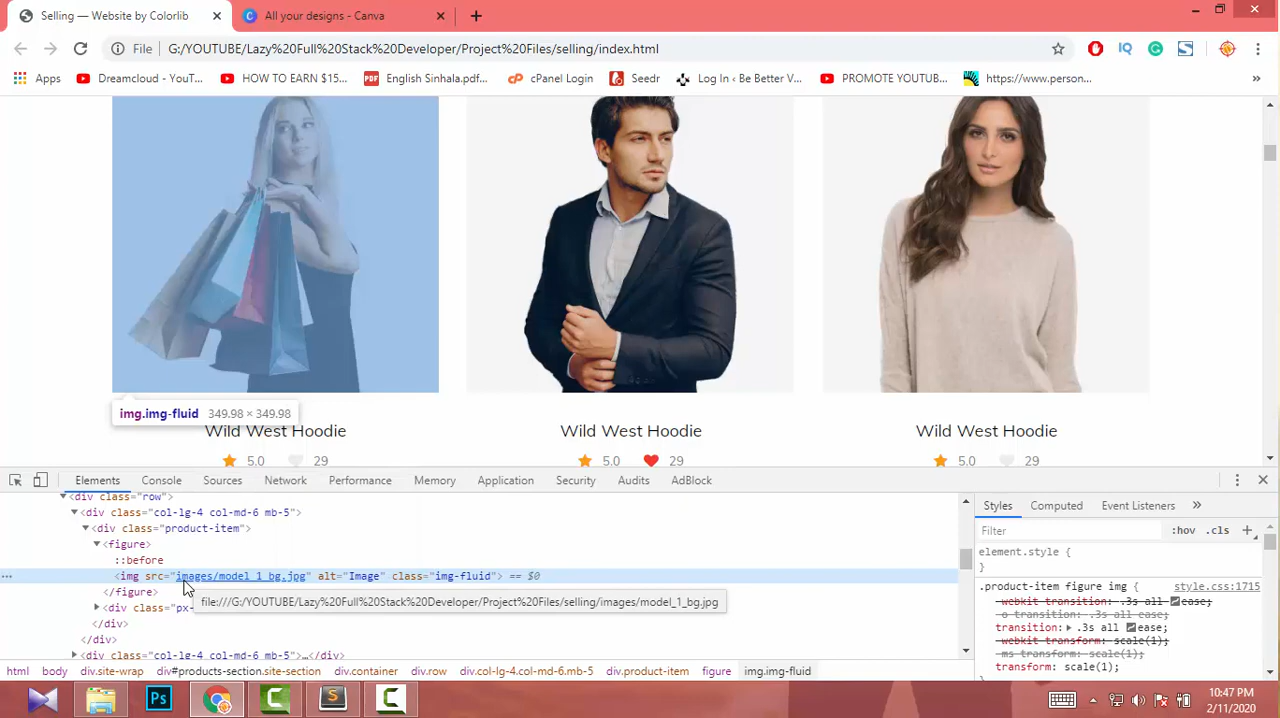 Selling — Website by Colorlib
All your designs - Canva
File
G:/YOUTUBE/Lazy%20Full%20Stack%20Developer/Project%20Files/selling/index.html
IQ
S
Apps
Dreamcloud - YouT...
HOW TO EARN $15...
PDF
English Sinhala.pdf...
cP
cPanel Login
Seedr
Log In ‹ Be Better V...
PROMOTE YOUTUB...
https://www.person...
»
img.img-fluid 349.98 × 349.98
Wild West Hoodie
Wild West Hoodie
Wild West Hoodie
5.0 29
5.0 29
5.0 29
Elements
Console
Sources
Network
Performance
Memory
Application
Security
Audits
AdBlock
<div class="row">
<div class="col-lg-4 col-md-6 mb-5">
<div class="product-item">
<figure>
::before
<img src="images/model_1_bg.jpg" alt="Image" class="img-fluid"> == $0
</figure>
file:///G:/YOUTUBE/Lazy%20Full%20Stack%20Developer/Project%20Files/selling/images/model_1_bg.jpg
<div class="px-
</div>
</div>
<div class="col-lg-4 col-md-6 mb-5">…</div>
html body div.site-wrap div#products-section.site-section div.container div.row div.col-lg-4.col-md-6.mb-5 div.product-item figure img.img-fluid
Styles
Computed
Event Listeners
»
Filter
:hov .cls +
element.style {
}
.product-item figure img { style.css:1715
-webkit-transition: .3s all ease;
-o-transition: .3s all ease;
transition: .3s all ease;
-webkit-transform: scale(1);
-ms-transform: scale(1);
transform: scale(1);
Ps
10:47 PM
2/11/2020